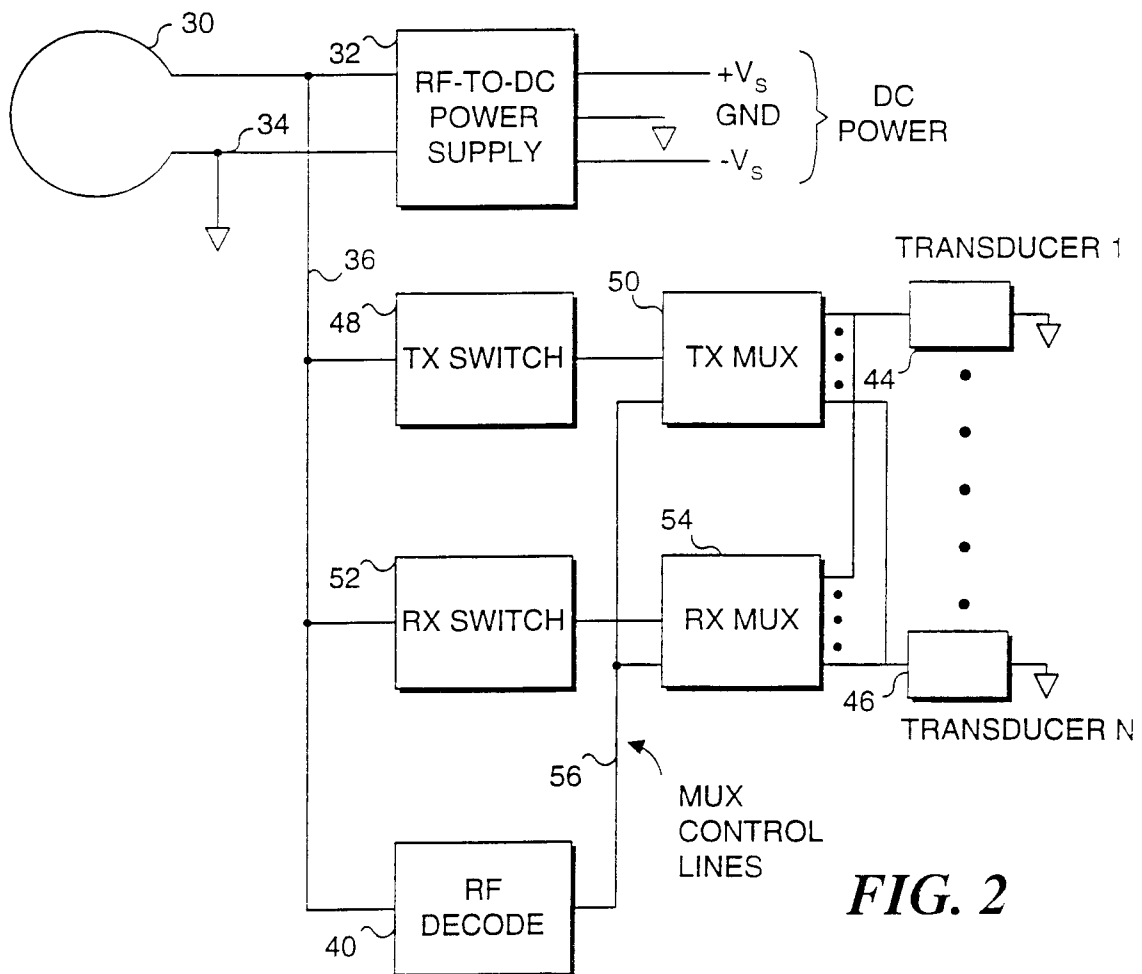 30
32
RF-TO-DC
POWER
SUPPLY
+VS
GND
-VS
DC
POWER
34
36
48
TX SWITCH
50
TX MUX
TRANSDUCER 1
44
52
RX SWITCH
54
RX MUX
46
TRANSDUCER N
56
MUX
CONTROL
LINES
RF
DECODE
40
FIG. 2